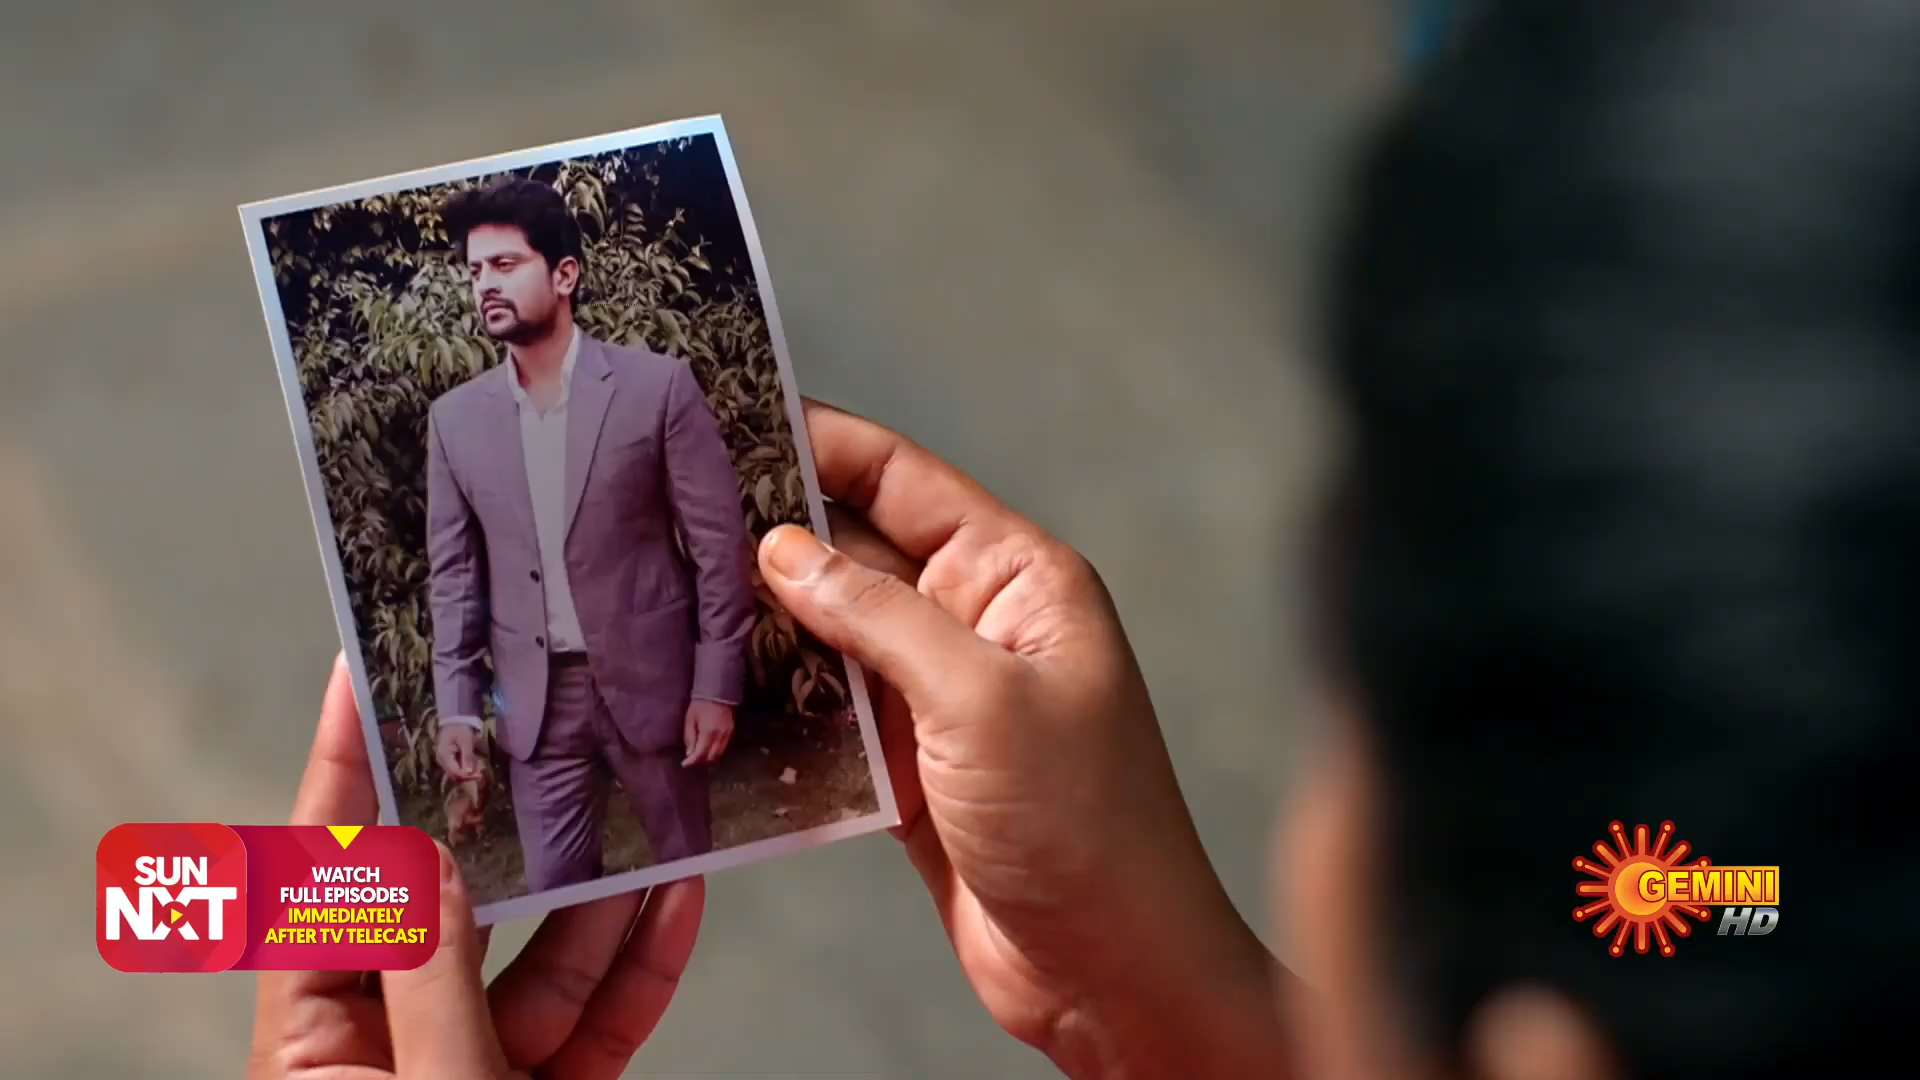 SUN
NXT
WATCH
FULL EPISODES
IMMEDIATELY
AFTER TV TELECAST
GEMINI
HD